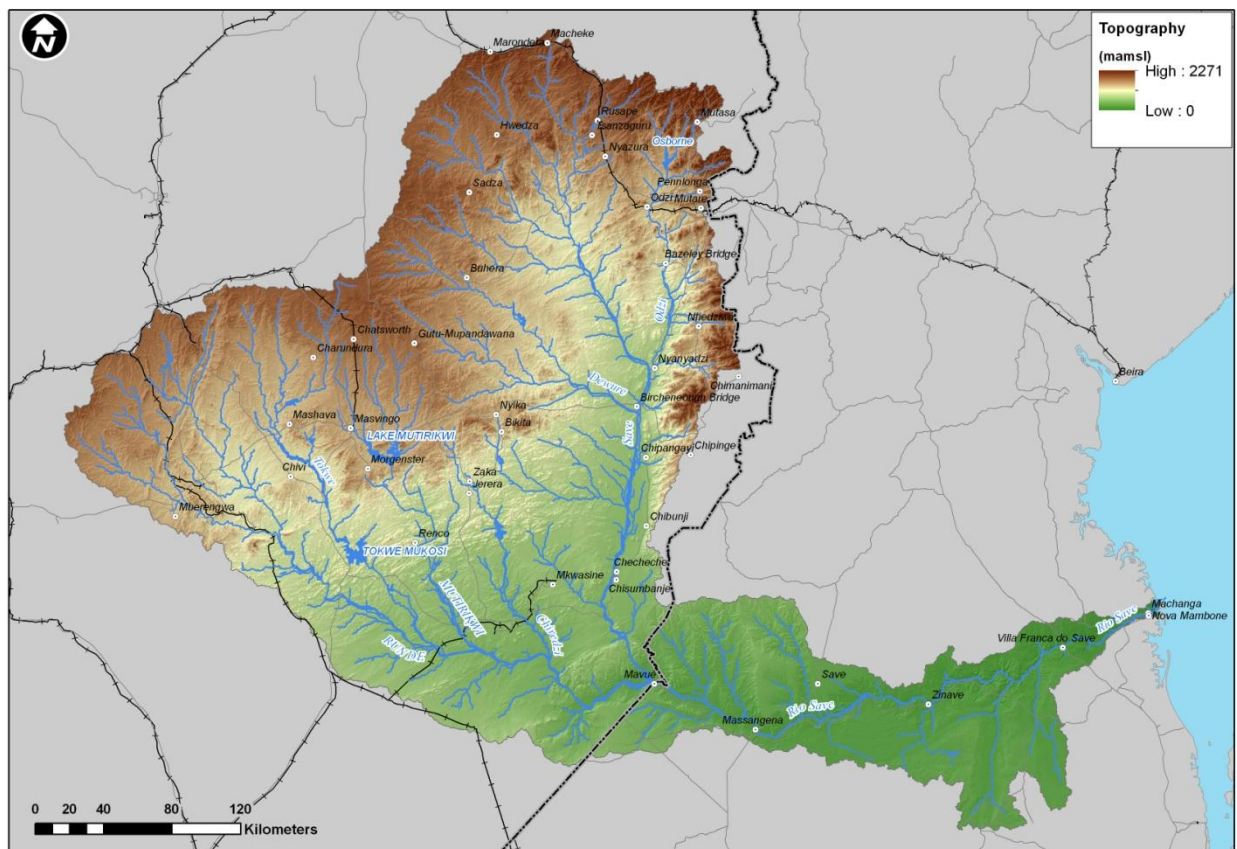 N
Topography
(mamsl)
High : 2271
Low : 0
Macheke
Marondera
Rusape
Mutasa
Hwedza
Tsanzaguru
Osborne
Nyazura
Sadza
Penhlonga
Odzi
Mutare
Bazeley Bridge
Buhera
ODZI
Nhedziwa
Chatsworth
Gutu-Mupandawana
Charundura
Nyanyadzi
Chimanimani
Beira
Devure
Birchenough Bridge
Nyika
Mashava
Masvingo
Bikita
Save
LAKE MUTIRIKWI
Chipangayi
Chipinge
Morgenster
Tokwe
Chivi
Zaka
Jerera
Mberengwa
Chibunji
Renco
TOKWE MUKOSI
Checheche
Mkwasine
Chisumbanje
MUTIRIKWI
Machanga
Nova Mambone
Rio Save
Chiredzi
RUNDE
Villa Franca do Save
Mavue
Save
Zinave
Rio Save
Massangena
0 20 40 80 120
Kilometers